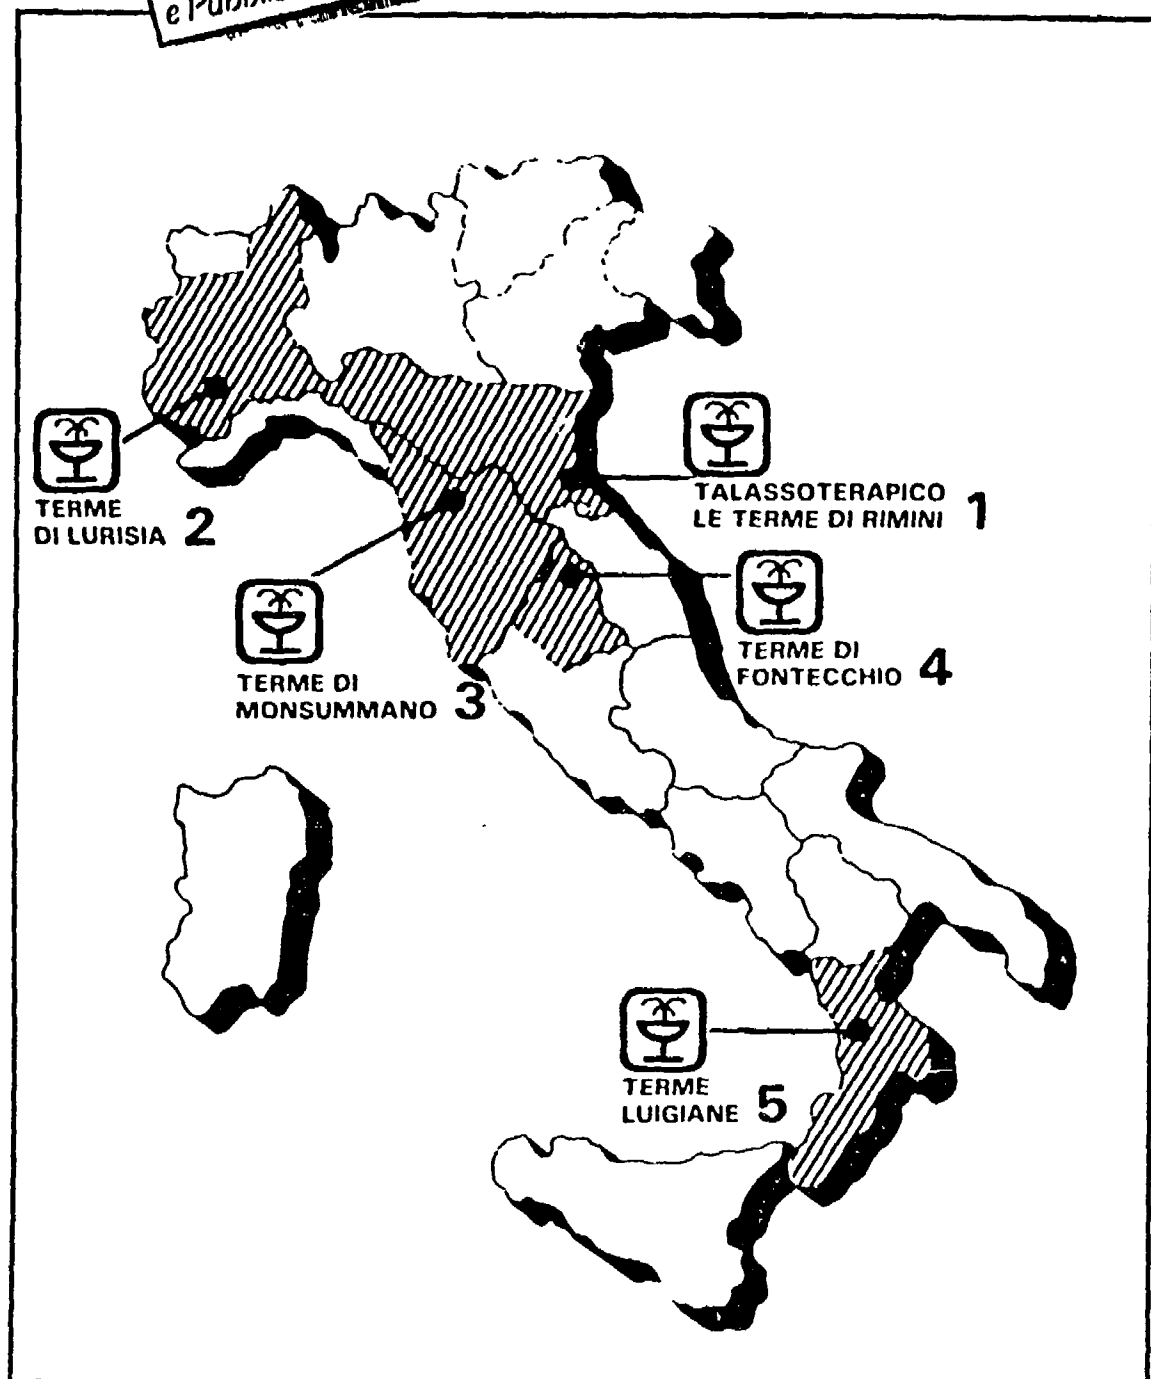 TALASSOTERAPICO
LE TERME DI RIMINI 1
TERME
DI LURISIA 2
TERME DI
MONSUMMANO 3
TERME DI
FONTECCHIO 4
TERME
LUIGIANE 5